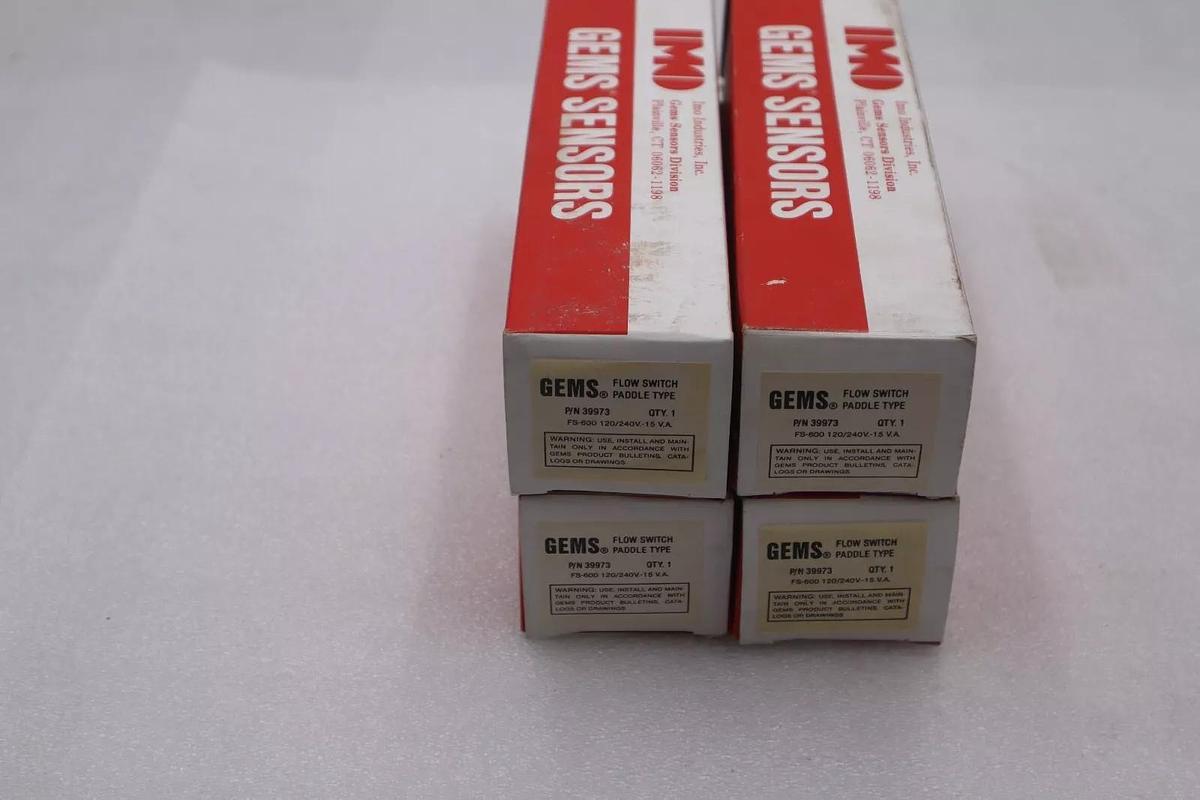 GEMS SENSORS
IMO
Imo Industries, Inc.
Gems Sensors Division
Plainville, CT 06062-1198
GEMS SENSORS
IMO
Imo Industries, Inc.
Gems Sensors Division
Plainville, CT 06062-1198
GEMS® FLOW SWITCH
PADDLE TYPE
P/N 39973 QTY. 1
FS-600 120/240V.-15 V.A.
WARNING: USE, INSTALL AND MAIN-
TAIN ONLY IN ACCORDANCE WITH
GEMS PRODUCT BULLETINS, CATA-
LOGS OR DRAWINGS
GEMS® FLOW SWITCH
PADDLE TYPE
P/N 39973 QTY. 1
FS-600 120/240V.-15 V.A.
WARNING: USE, INSTALL AND MAIN-
TAIN ONLY IN ACCORDANCE WITH
GEMS PRODUCT BULLETINS, CATA-
LOGS OR DRAWINGS
GEMS® FLOW SWITCH
PADDLE TYPE
P/N 39973 QTY. 1
FS-600 120/240V.-15 V.A.
WARNING: USE, INSTALL AND MAIN-
TAIN ONLY IN ACCORDANCE WITH
GEMS PRODUCT BULLETINS, CATA-
LOGS OR DRAWINGS
GEMS® FLOW SWITCH
PADDLE TYPE
P/N 39973 QTY. 1
FS-600 120/240V.-15 V.A.
WARNING: USE, INSTALL AND MAIN-
TAIN ONLY IN ACCORDANCE WITH
GEMS PRODUCT BULLETINS, CATA-
LOGS OR DRAWINGS